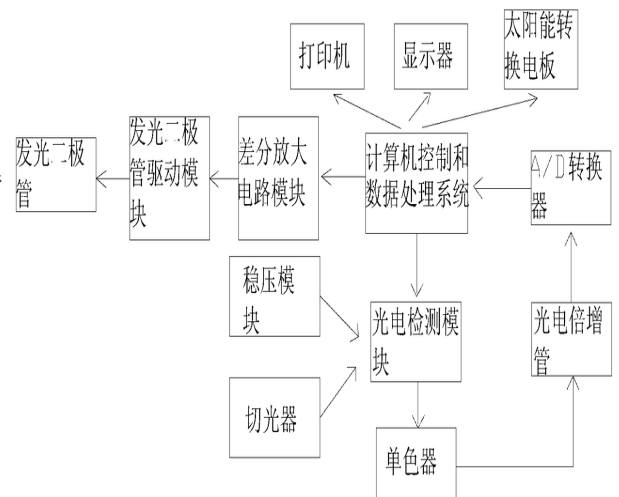 打印机
显示器
太阳能转
换电板
发光二极
管
发光二极
管驱动模
块
差分放大
电路模块
计算机控制和
数据处理系统
A/D转换
器
稳压模
块
光电检测模
块
光电倍增
管
切光器
单色器